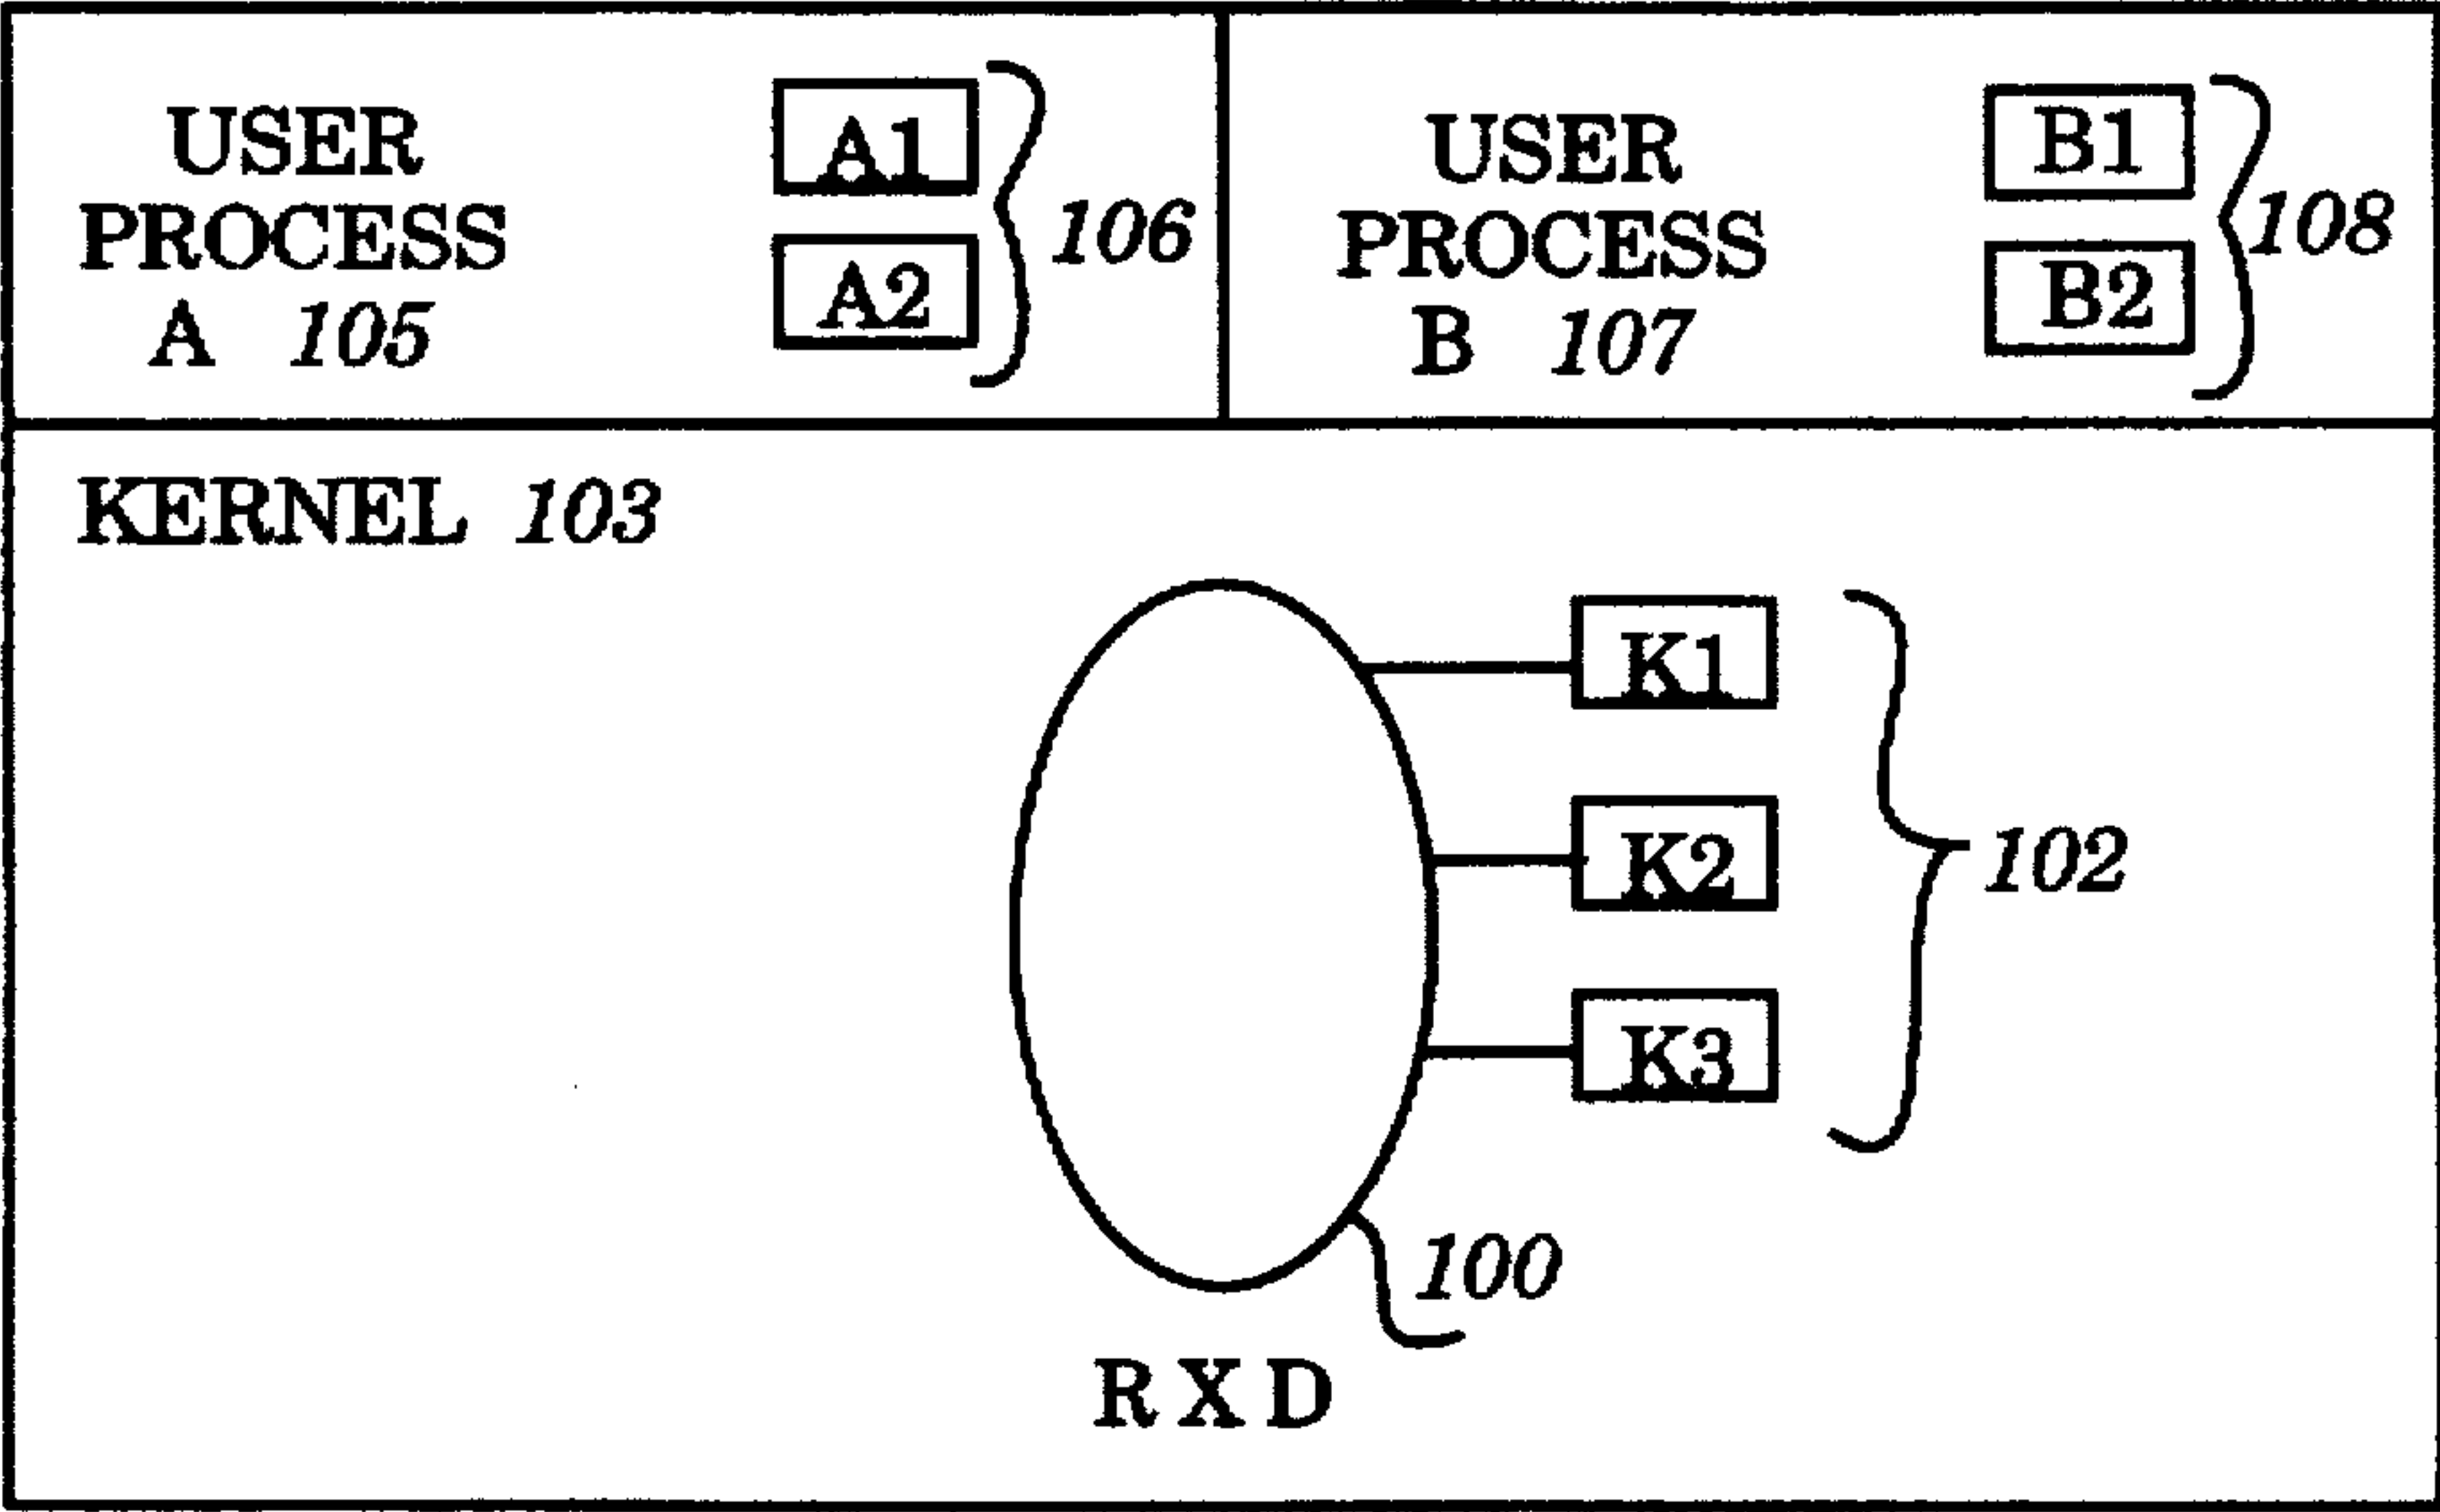 USER
PROCESS
A 105
A1
A2
106
USER
PROCESS
B 107
B1
B2
108
KERNEL 103
K1
K2
K3
102
100
RXD